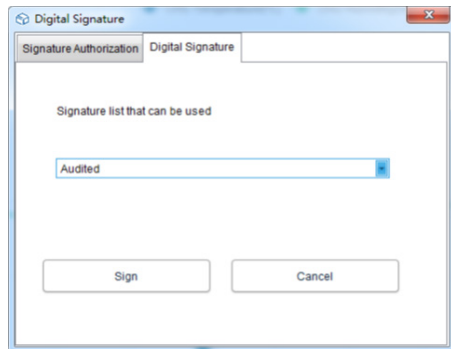 Digital Signature
Signature Authorization
Digital Signature
Signature list that can be used
Audited
Sign
Cancel